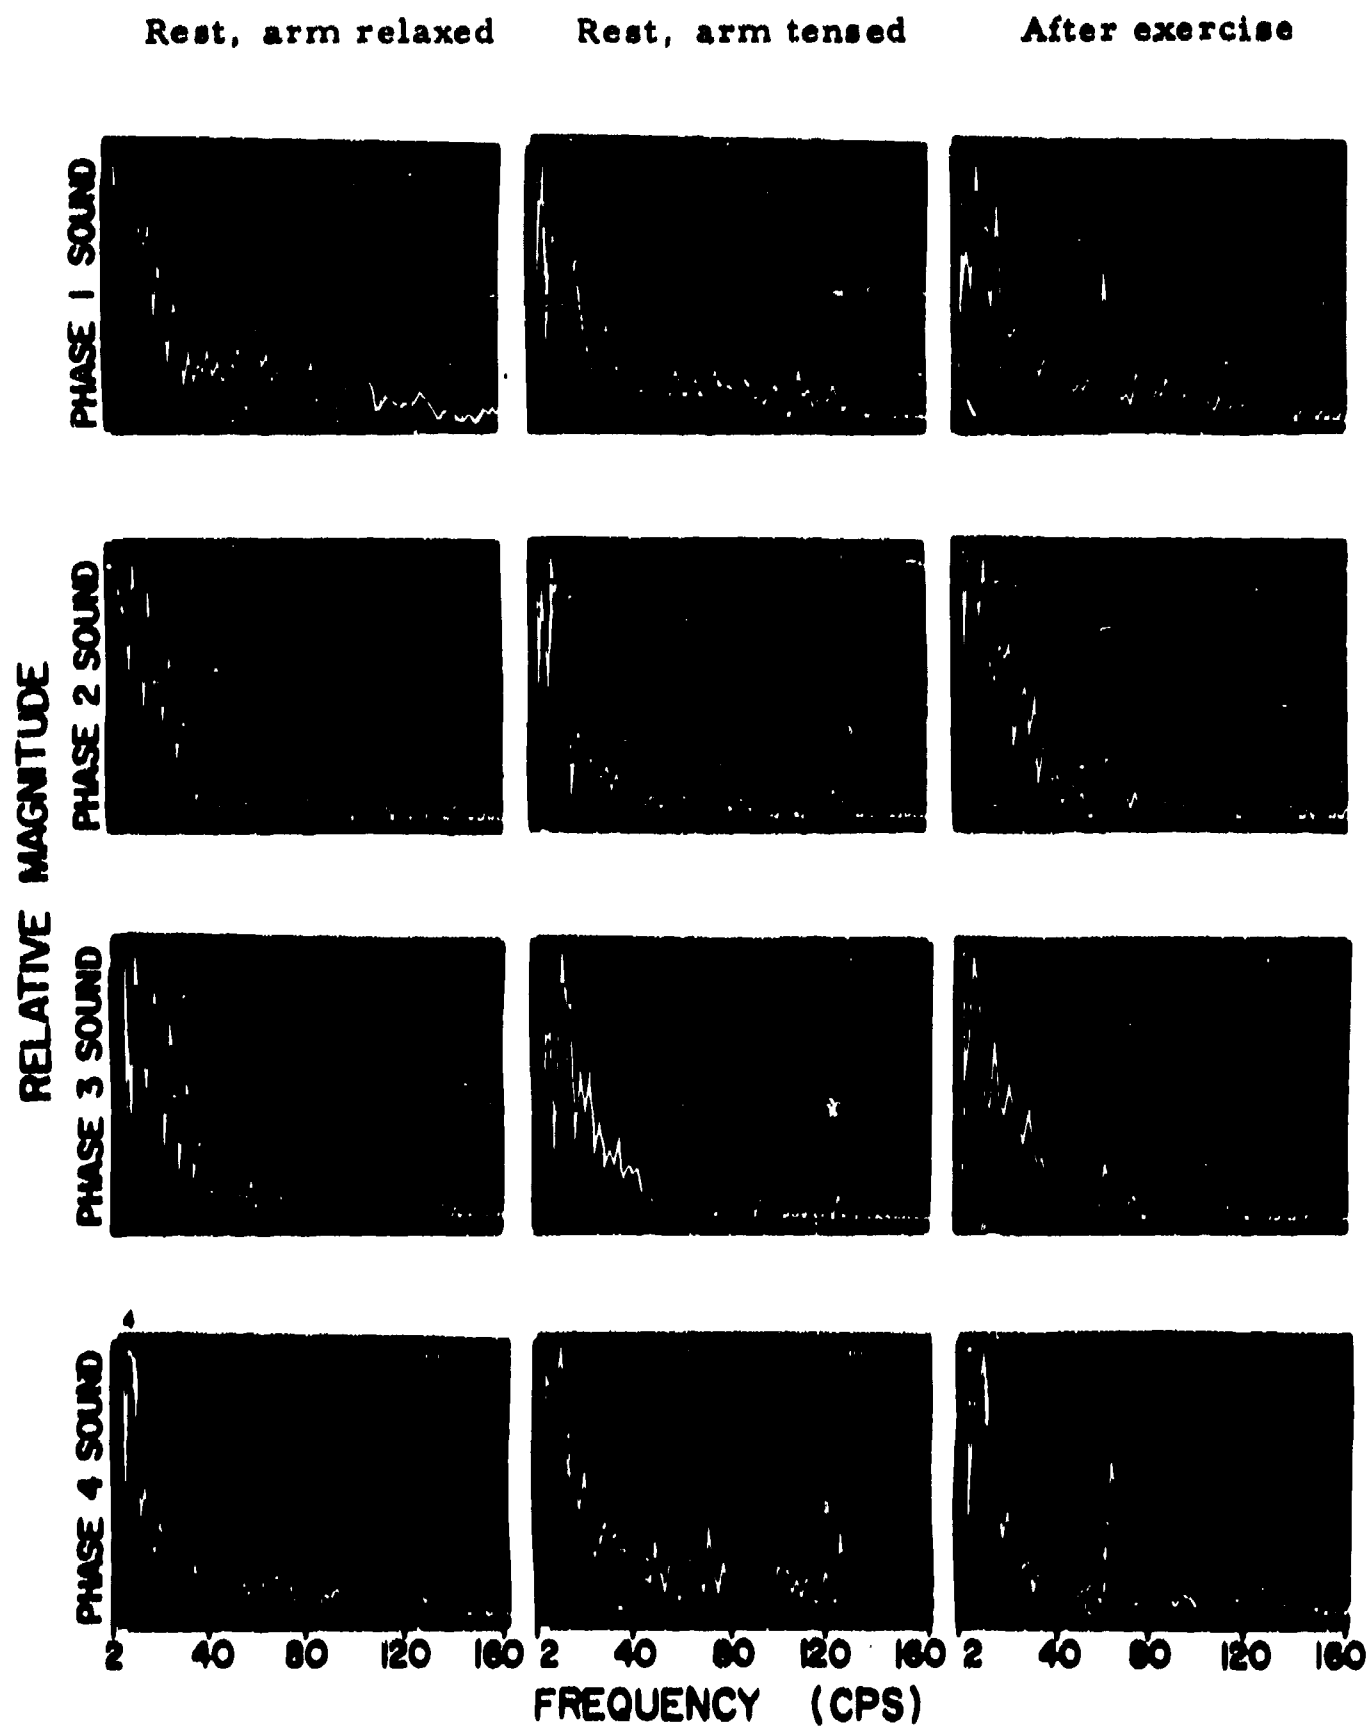 Rest, arm relaxed Rest, arm tensed After exercise
PHASE 1 SOUND
PHASE 2 SOUND
RELATIVE MAGNITUDE
PHASE 3 SOUND
4
PHASE 4 SOUND
2 40 80 120 160 2 40 80 120 160 2 40 80 120 160
FREQUENCY (CPS)